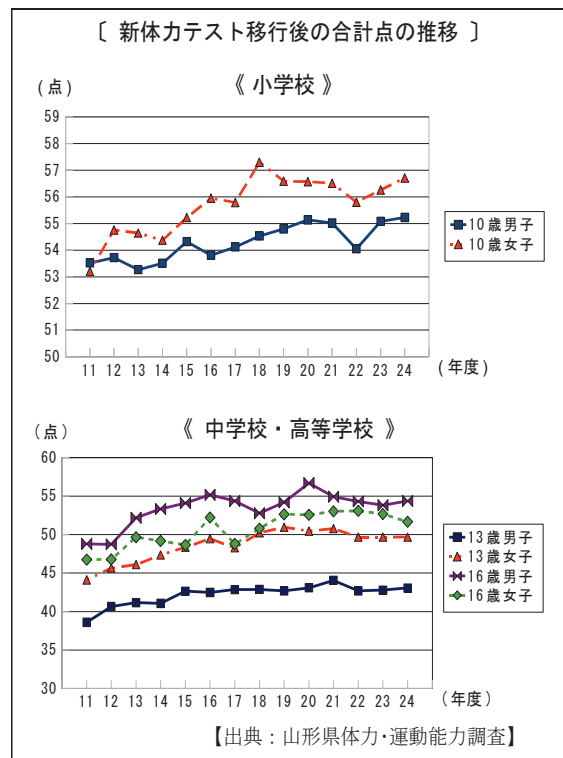 〔 新体力テスト移行後の合計点の推移 〕
《 小学校 》
(点)
59
58
57
56
55
54
53
52
51
50
11 12 13 14 15 16 17 18 19 20 21 22 23 24
(年度)
10歳男子
10歳女子
《 中学校・高等学校 》
(点)
60
55
50
45
40
35
30
11 12 13 14 15 16 17 18 19 20 21 22 23 24
(年度)
13歳男子
13歳女子
16歳男子
16歳女子
【出典：山形県体力・運動能力調査】